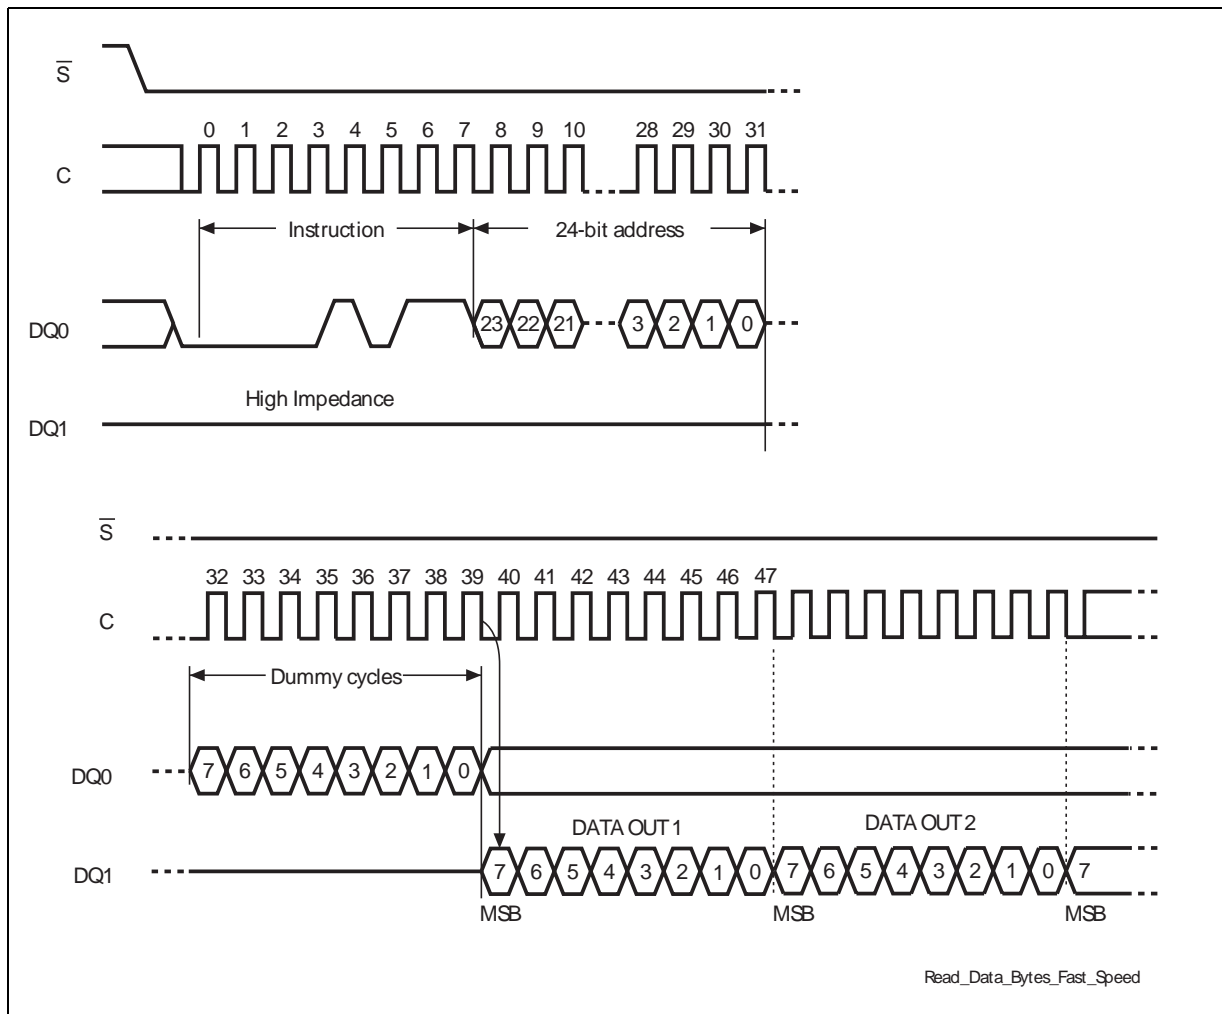 S
0 1 2 3 4 5 6 7 8 9 10 28 29 30 31
C
Instruction 24-bit address
DQ0 23 22 21 3 2 1 0
High Impedance
DQ1
S
32 33 34 35 36 37 38 39 40 41 42 43 44 45 46 47
C
Dummy cycles
DQ0 7 6 5 4 3 2 1 0
DATA OUT 1 DATA OUT 2
DQ1 7 6 5 4 3 2 1 0 7 6 5 4 3 2 1 0 7
MSB MSB MSB
Read_Data_Bytes_Fast_Speed